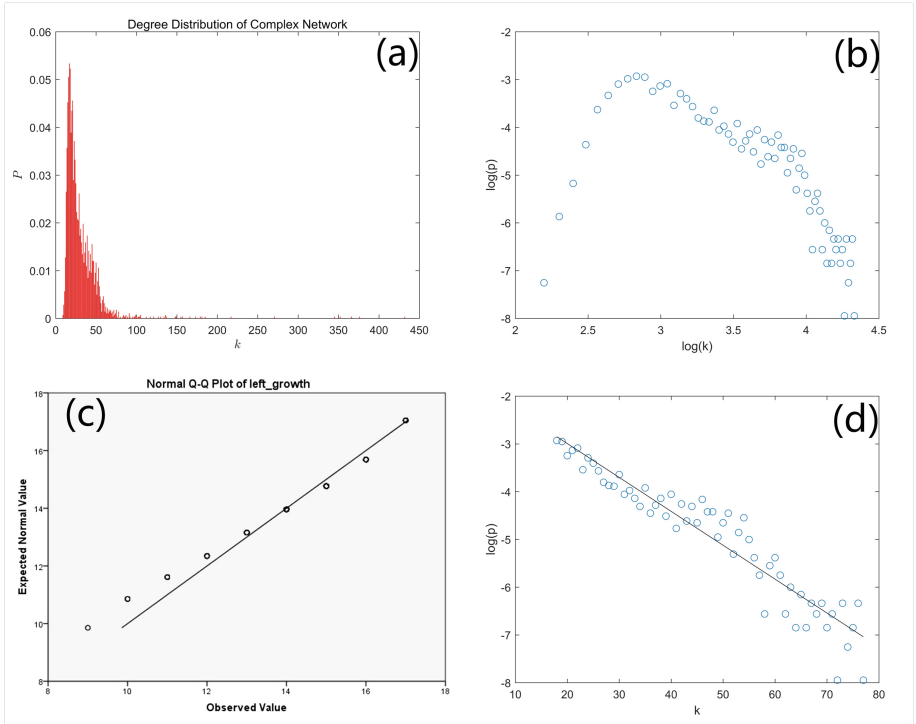 Degree Distribution of Complex Network
(a)
0.06
0.05
0.04
0.03
0.02
0.01
0
P
0 50 100 150 200 250 300 350 400 450
k
(b)
-2
-3
-4
-5
-6
-7
-8
log(p)
2 2.5 3 3.5 4 4.5
log(k)
Normal Q-Q Plot of left_growth
(c)
18
16
14
12
10
8
Expected Normal Value
8 10 12 14 16 18
Observed Value
(d)
-2
-3
-4
-5
-6
-7
-8
log(p)
10 20 30 40 50 60 70 80
k